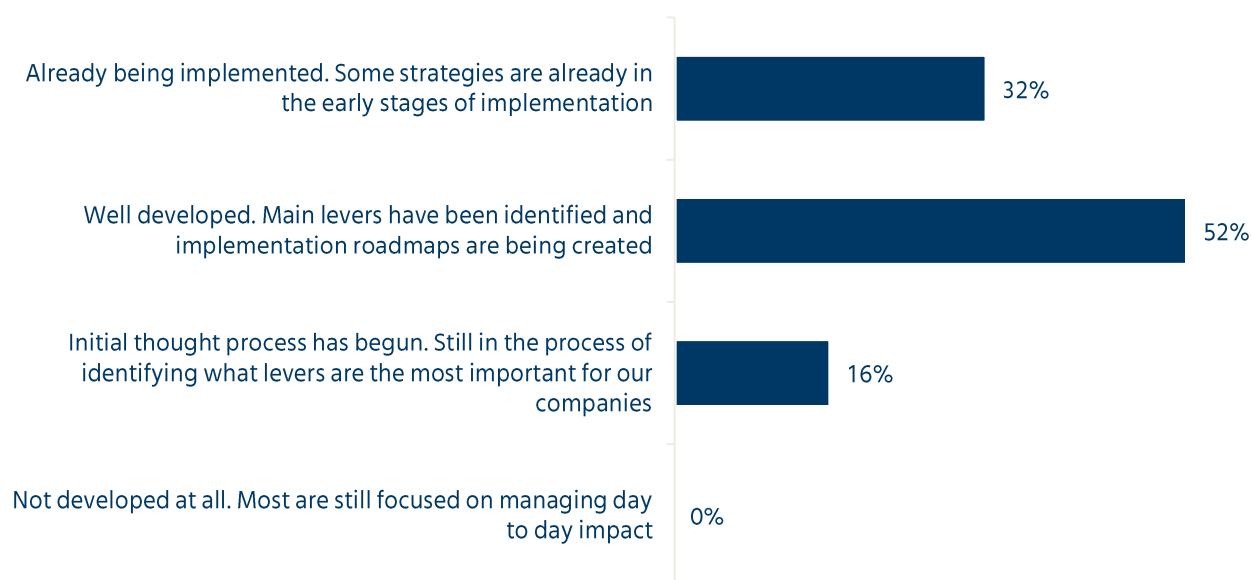 Already being implemented. Some strategies are already in
the early stages of implementation
32%
Well developed. Main levers have been identified and
implementation roadmaps are being created
52%
Initial thought process has begun. Still in the process of
identifying what levers are the most important for our
companies
16%
Not developed at all. Most are still focused on managing day
to day impact
0%